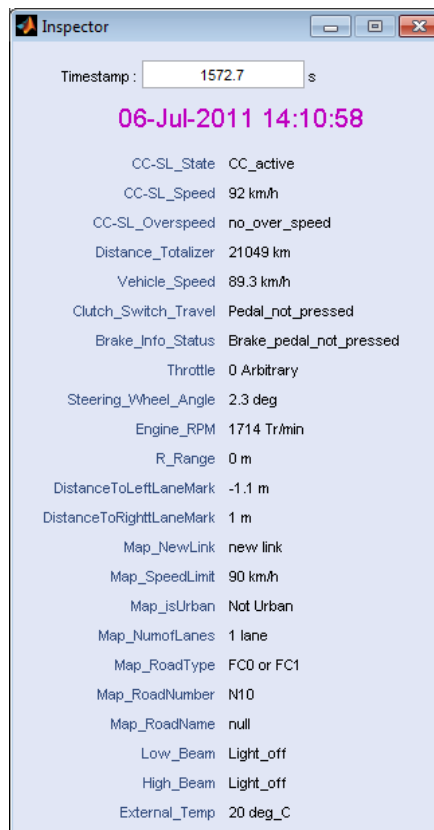 Inspector
Timestamp : 1572.7 s
06-Jul-2011 14:10:58
CC-SL_State CC_active
CC-SL_Speed 92 km/h
CC-SL_Overspeed no_over_speed
Distance_Totalizer 21049 km
Vehicle_Speed 89.3 km/h
Clutch_Switch_Travel Pedal_not_pressed
Brake_Info_Status Brake_pedal_not_pressed
Throttle 0 Arbitrary
Steering_Wheel_Angle 2.3 deg
Engine_RPM 1714 Tr/min
R_Range 0 m
DistanceToLeftLaneMark -1.1 m
DistanceToRighttLaneMark 1 m
Map_NewLink new link
Map_SpeedLimit 90 km/h
Map_isUrban Not Urban
Map_NumofLanes 1 lane
Map_RoadType FC0 or FC1
Map_RoadNumber N10
Map_RoadName null
Low_Beam Light_off
High_Beam Light_off
External_Temp 20 deg_C